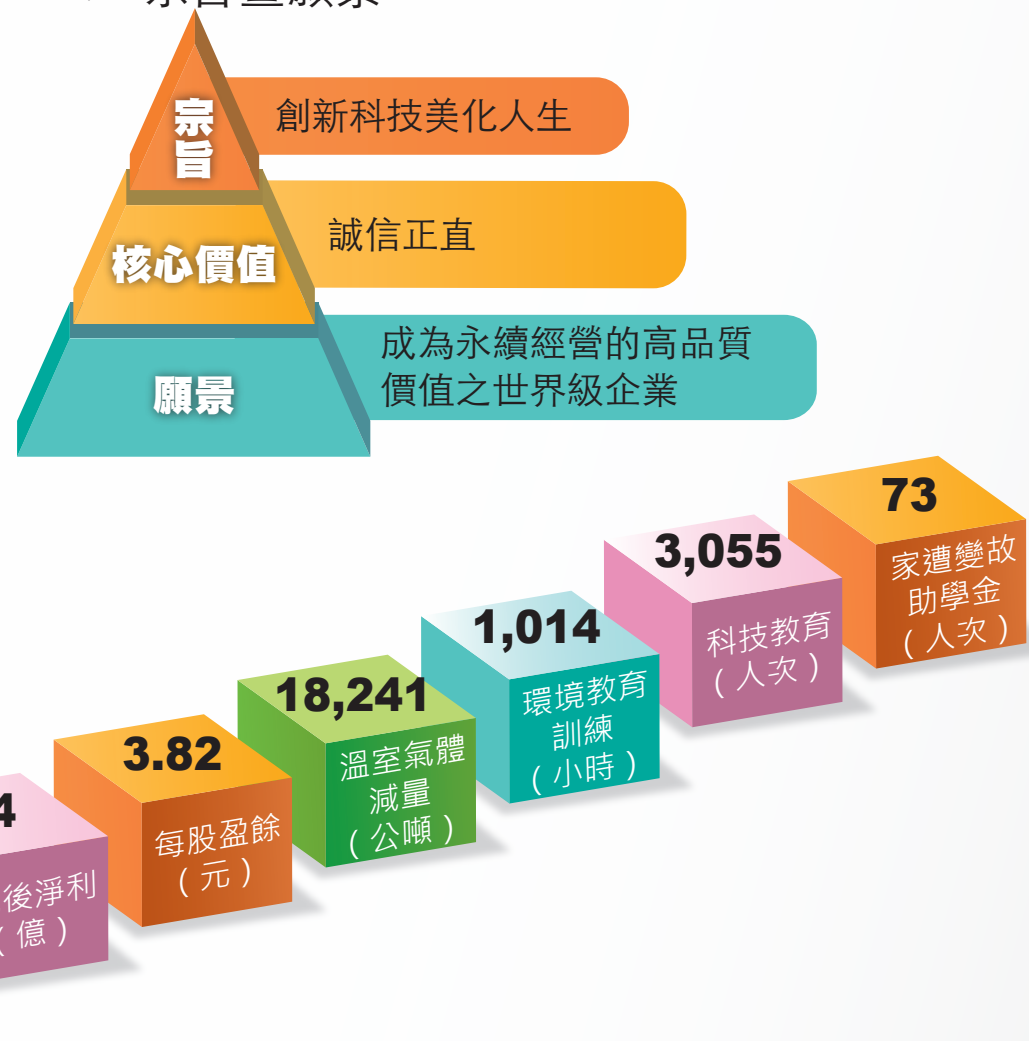 宗旨
創新科技美化人生
核心價值
誠信正直
願景
成為永續經營的高品質
價值之世界級企業
73
家遭變故
助學金
（人次）
3,055
科技教育
（人次）
1,014
環境教育
訓練
（小時）
18,241
溫室氣體
減量
（公噸）
3.82
每股盈餘
（元）
4
後淨利
（億）